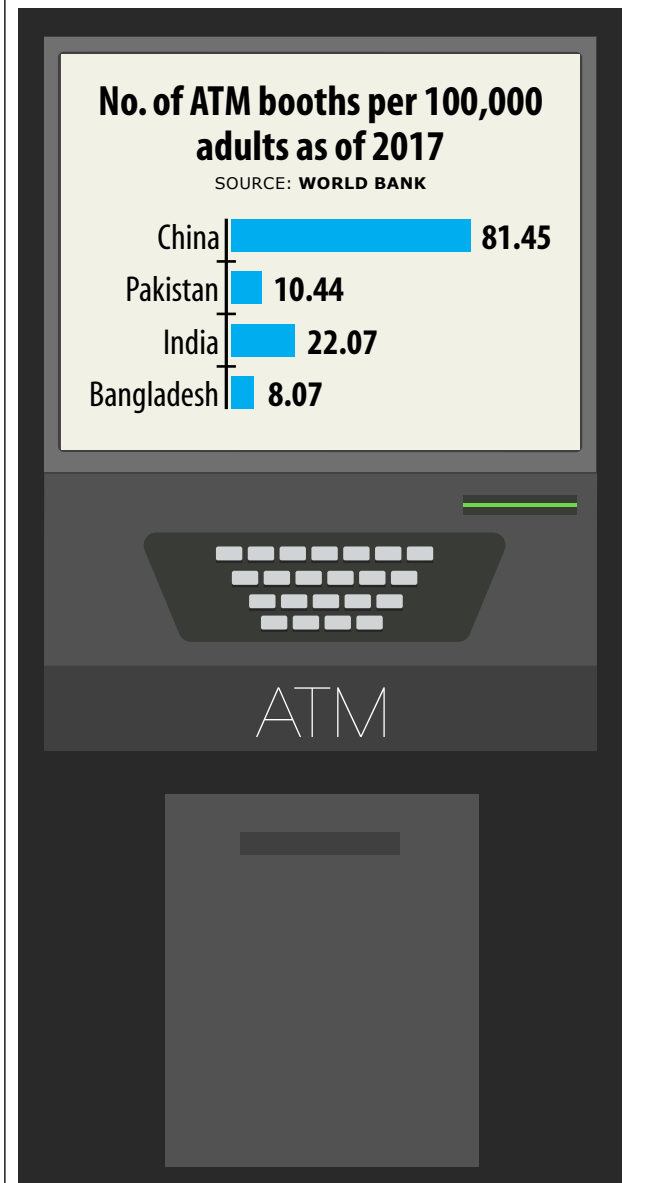 No. of ATM booths per 100,000
adults as of 2017
SOURCE: WORLD BANK
China 81.45
Pakistan 10.44
India 22.07
Bangladesh 8.07
ATM